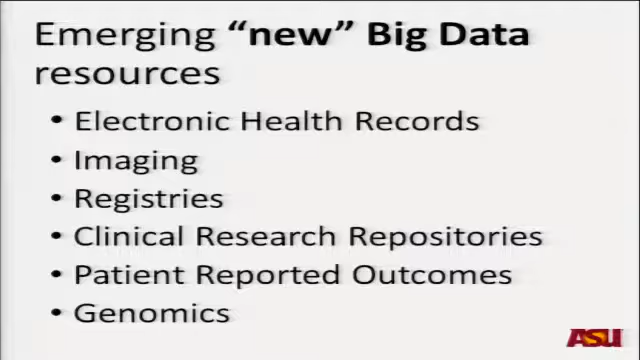 Emerging “new” Big Data
resources
• Electronic Health Records
• Imaging
• Registries
• Clinical Research Repositories
• Patient Reported Outcomes
• Genomics
ASU